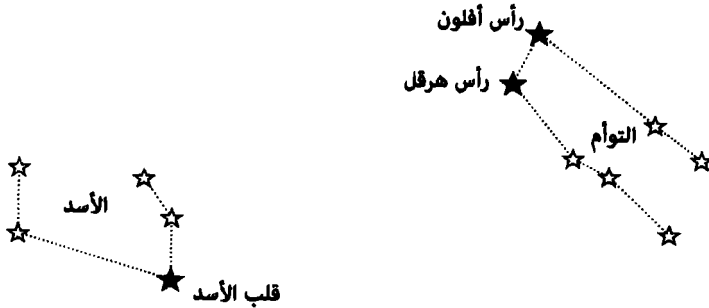 رأس أفلون
رأس هرقل
التوأم
الأسد
قلب الأسد